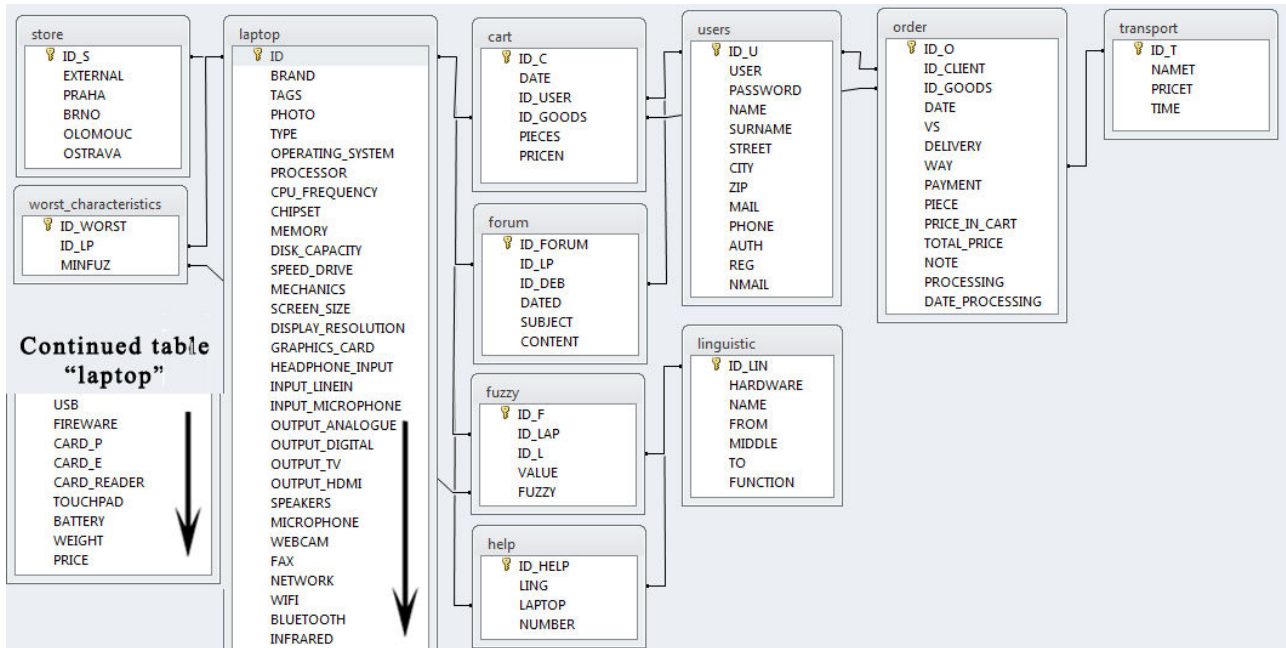 store
ID_S
EXTERNAL
PRAHA
BRNO
OLOMOUC
OSTRAVA
worst_characteristics
ID_WORST
ID_LP
MINFUZ
Continued table
“laptop”
USB
FIREWARE
CARD_P
CARD_E
CARD_READER
TOUCHPAD
BATTERY
WEIGHT
PRICE
laptop
ID
BRAND
TAGS
PHOTO
TYPE
OPERATING_SYSTEM
PROCESSOR
CPU_FREQUENCY
CHIPSET
MEMORY
DISK_CAPACITY
SPEED_DRIVE
MECHANICS
SCREEN_SIZE
DISPLAY_RESOLUTION
GRAPHICS_CARD
HEADPHONE_INPUT
INPUT_LINEIN
INPUT_MICROPHONE
OUTPUT_ANALOGUE
OUTPUT_DIGITAL
OUTPUT_TV
OUTPUT_HDMI
SPEAKERS
MICROPHONE
WEBCAM
FAX
NETWORK
WIFI
BLUETOOTH
INFRARED
cart
ID_C
DATE
ID_USER
ID_GOODS
PIECES
PRICEN
forum
ID_FORUM
ID_LP
ID_DEB
DATED
SUBJECT
CONTENT
fuzzy
ID_F
ID_LAP
ID_L
VALUE
FUZZY
help
ID_HELP
LING
LAPTOP
NUMBER
users
ID_U
USER
PASSWORD
NAME
SURNAME
STREET
CITY
ZIP
MAIL
PHONE
AUTH
REG
NMAIL
linguistic
ID_LIN
HARDWARE
NAME
FROM
MIDDLE
TO
FUNCTION
order
ID_O
ID_CLIENT
ID_GOODS
DATE
VS
DELIVERY
WAY
PAYMENT
PIECE
PRICE_IN_CART
TOTAL_PRICE
NOTE
PROCESSING
DATE_PROCESSING
transport
ID_T
NAMET
PRICET
TIME